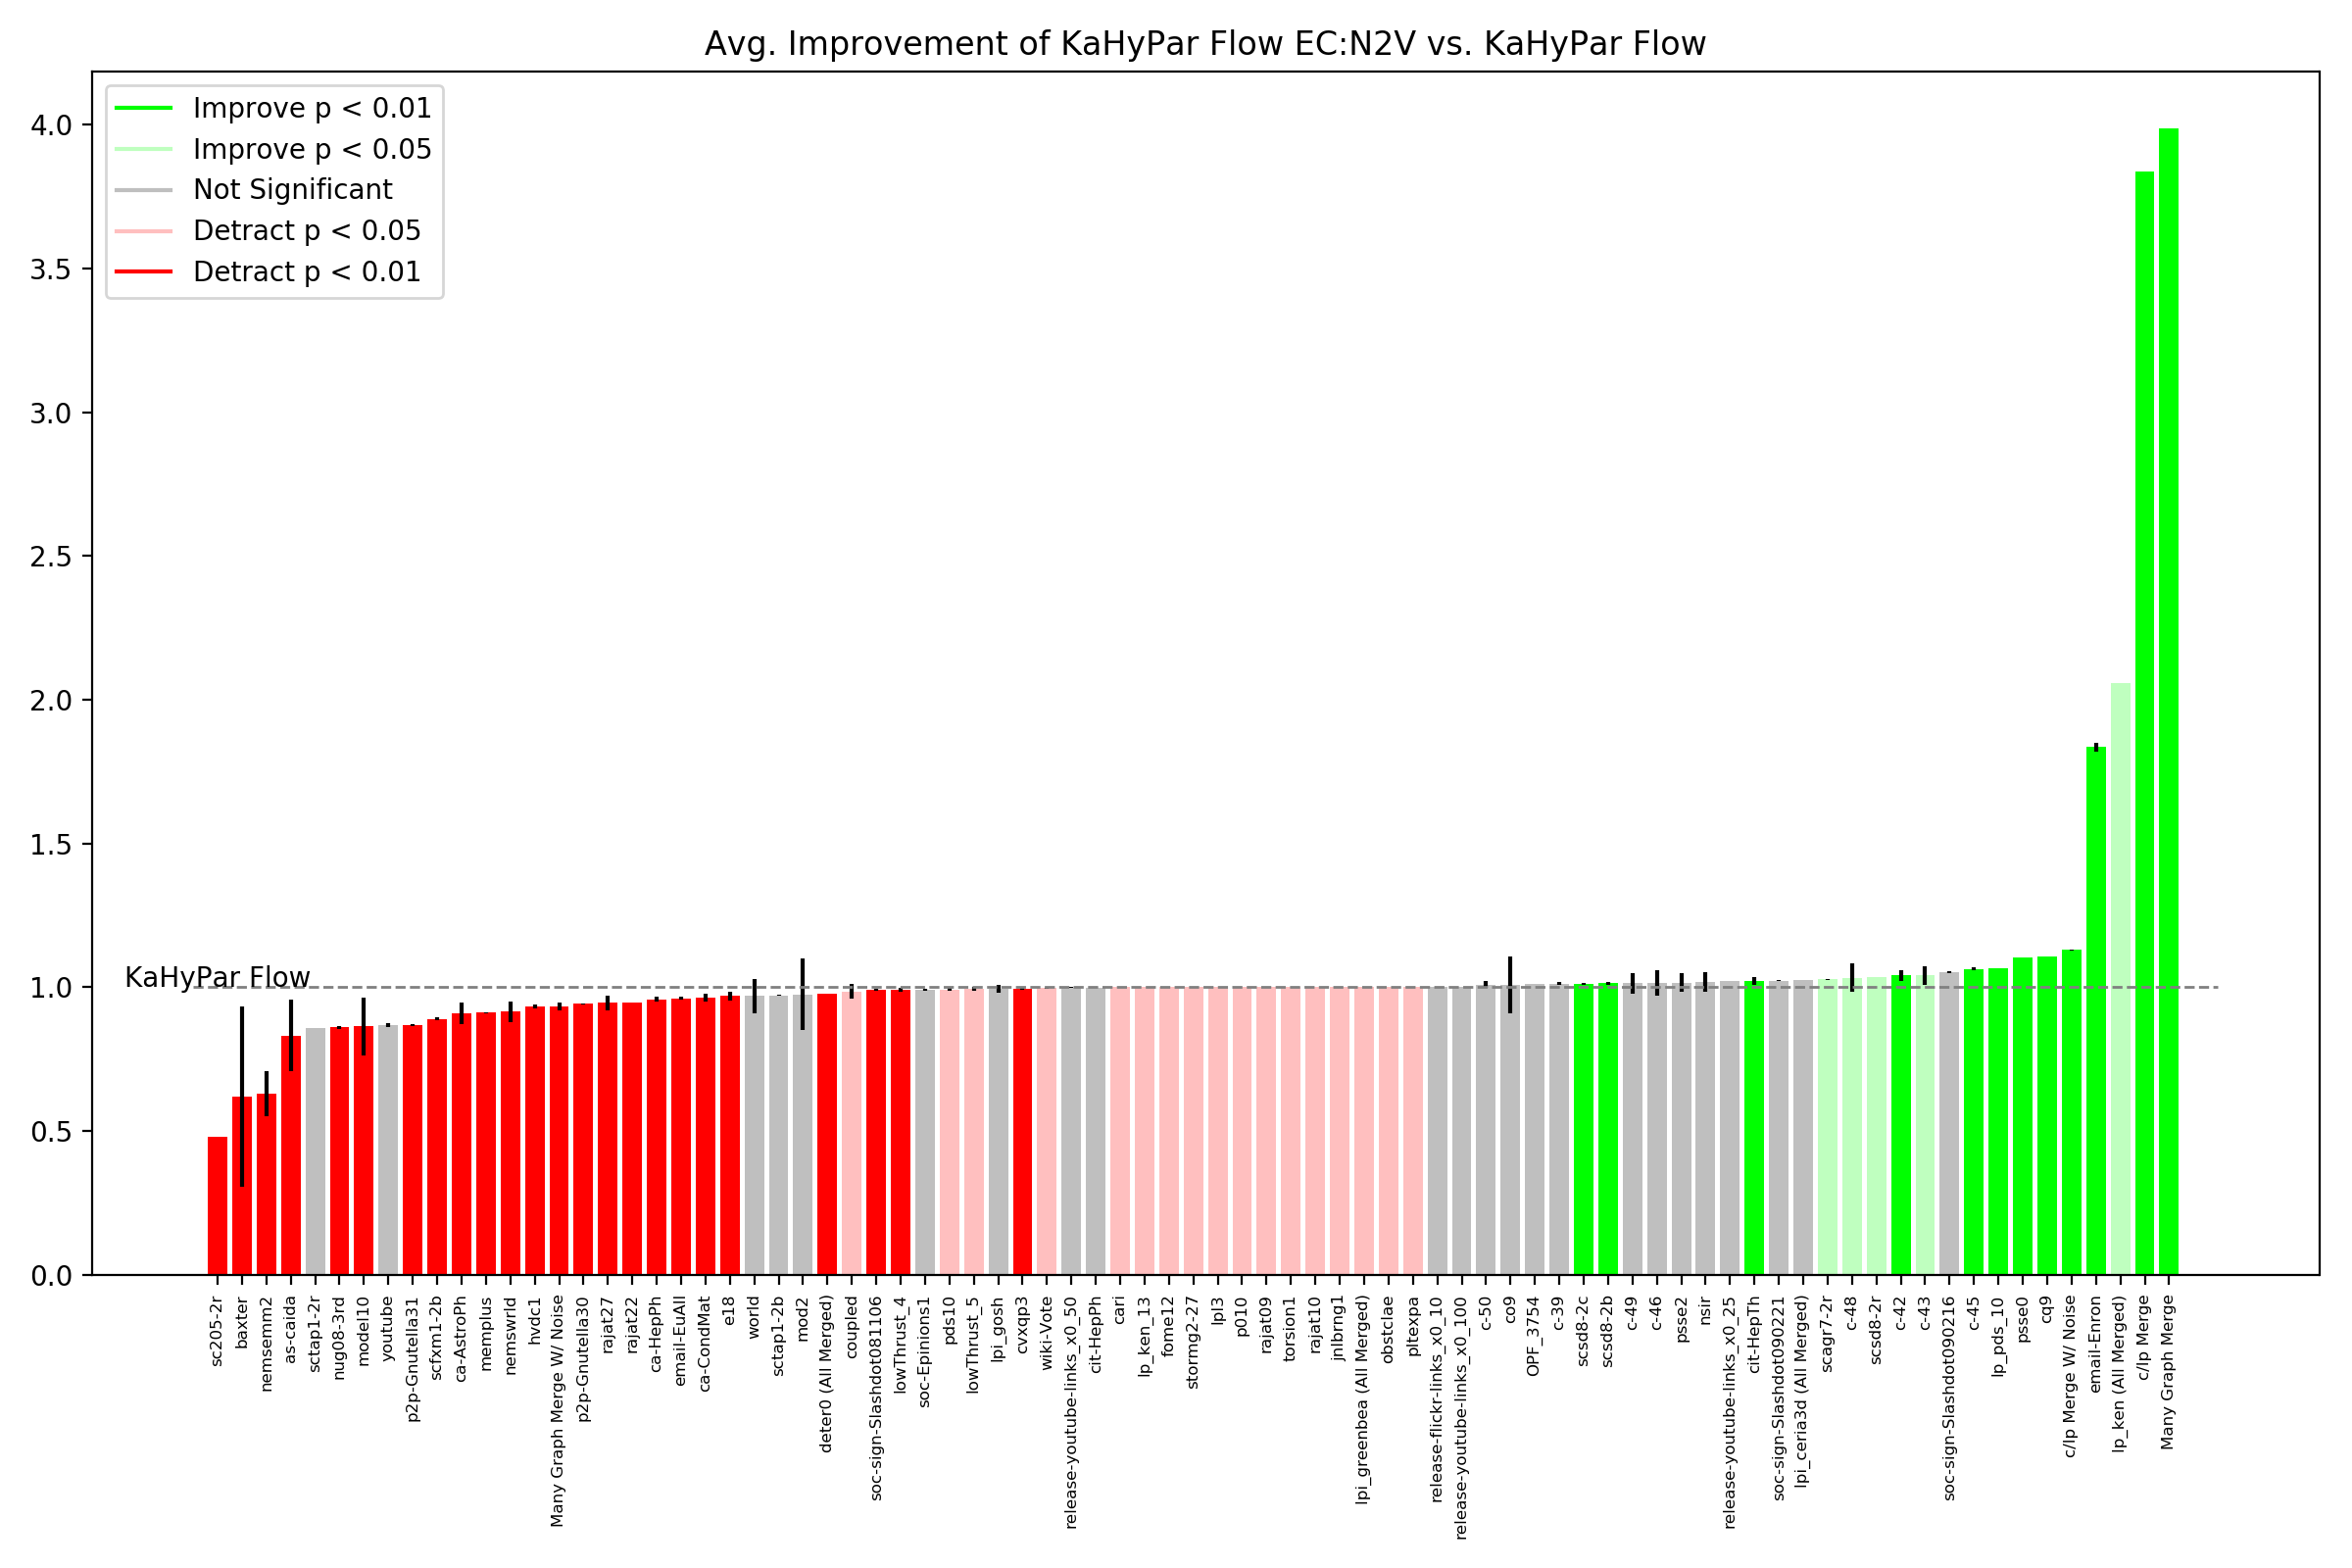 Avg. Improvement of KaHyPar Flow EC:N2V vs. KaHyPar Flow
Improve p < 0.01
Improve p < 0.05
Not Significant
Detract p < 0.05
Detract p < 0.01
4.0
3.5
3.0
2.5
2.0
1.5
1.0
0.5
0.0
KaHyPar Flow
sc205-2r
baxter
nemsemm2
as-caida
sctap1-2r
nug08-3rd
model10
youtube
p2p-Gnutella31
scfxm1-2b
ca-AstroPh
memplus
nemswrld
hvdc1
Many Graph Merge W/ Noise
p2p-Gnutella30
rajat27
rajat22
ca-HepPh
email-EuAll
ca-CondMat
e18
world
sctap1-2b
mod2
deter0 (All Merged)
coupled
soc-sign-Slashdot081106
lowThrust_4
soc-Epinions1
pds10
lowThrust_5
lpi_gosh
cvxqp3
wiki-Vote
release-youtube-links_x0_50
cit-HepPh
cari
lp_ken_13
fome12
stormg2-27
lpl3
p010
rajat09
torsion1
rajat10
jnlbrng1
lpi_greenbea (All Merged)
obstclae
pltexpa
release-flickr-links_x0_10
release-youtube-links_x0_100
c-50
co9
OPF_3754
c-39
scsd8-2c
scsd8-2b
c-49
c-46
psse2
nsir
release-youtube-links_x0_25
cit-HepTh
soc-sign-Slashdot090221
lpi_ceria3d (All Merged)
scagr7-2r
c-48
scsd8-2r
c-42
c-43
soc-sign-Slashdot090216
c-45
lp_pds_10
psse0
cq9
c/lp Merge W/ Noise
email-Enron
lp_ken (All Merged)
c/lp Merge
Many Graph Merge